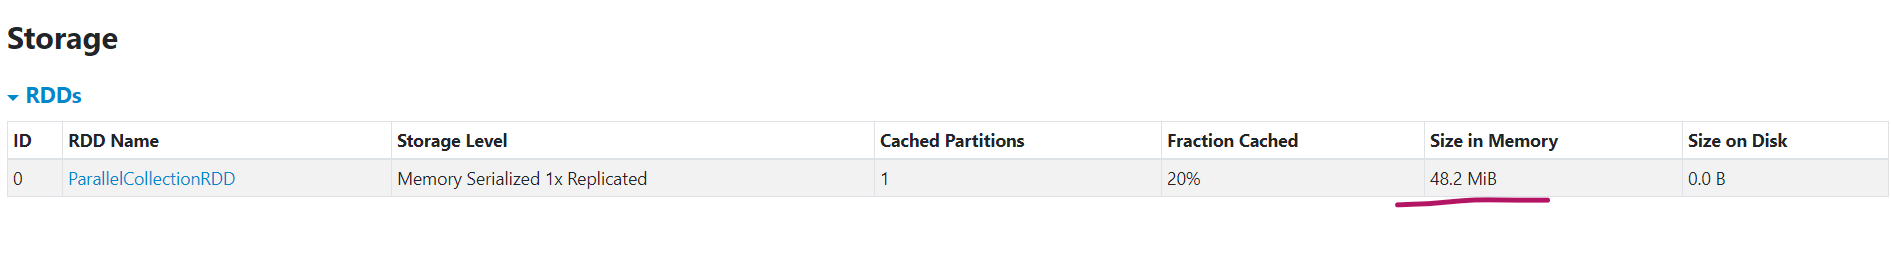 Storage
RDDs
ID RDD Name Storage Level Cached Partitions Fraction Cached Size in Memory Size on Disk
0 ParallelCollectionRDD Memory Serialized 1x Replicated 1 20% 48.2 MiB 0.0 B